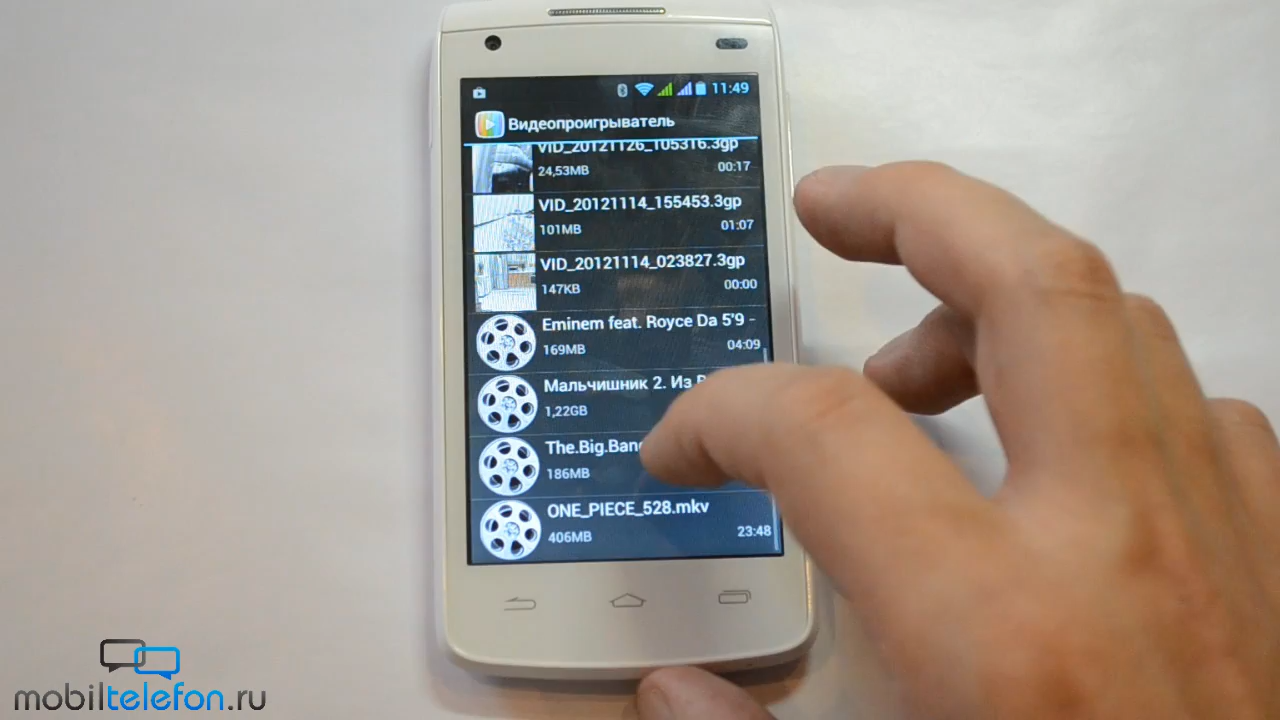 11:49
Видеопроигрыватель
VID_20121126_105316.3gp
24,53MB 00:17
VID_20121114_155453.3gp
101MB 01:07
VID_20121114_023827.3gp
147KB 00:00
Eminem feat. Royce Da 5'9 -
169MB 04:09
Мальчишник 2. Из
1,22GB
The.Big.Bang
186MB
ONE_PIECE_528.mkv
406MB 23:48
mobiltelefon.ru